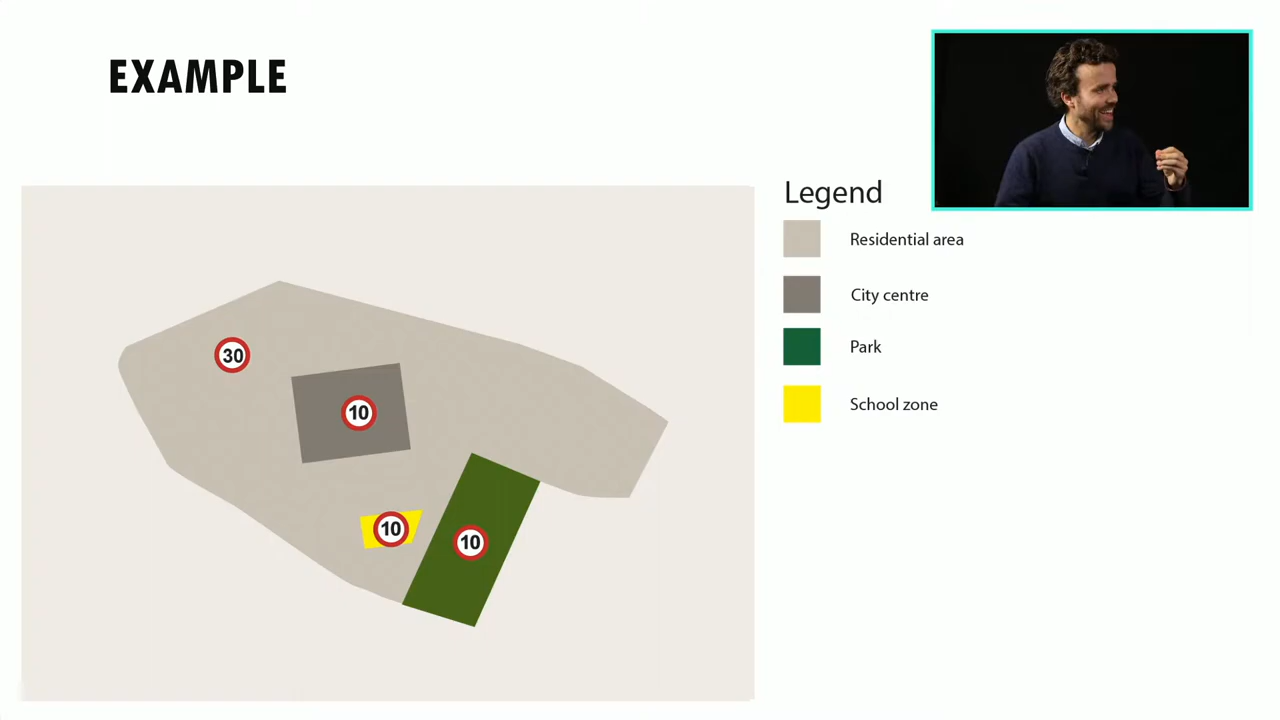 EXAMPLE
Legend
Residential area
City centre
Park
School zone
30
10
10
10